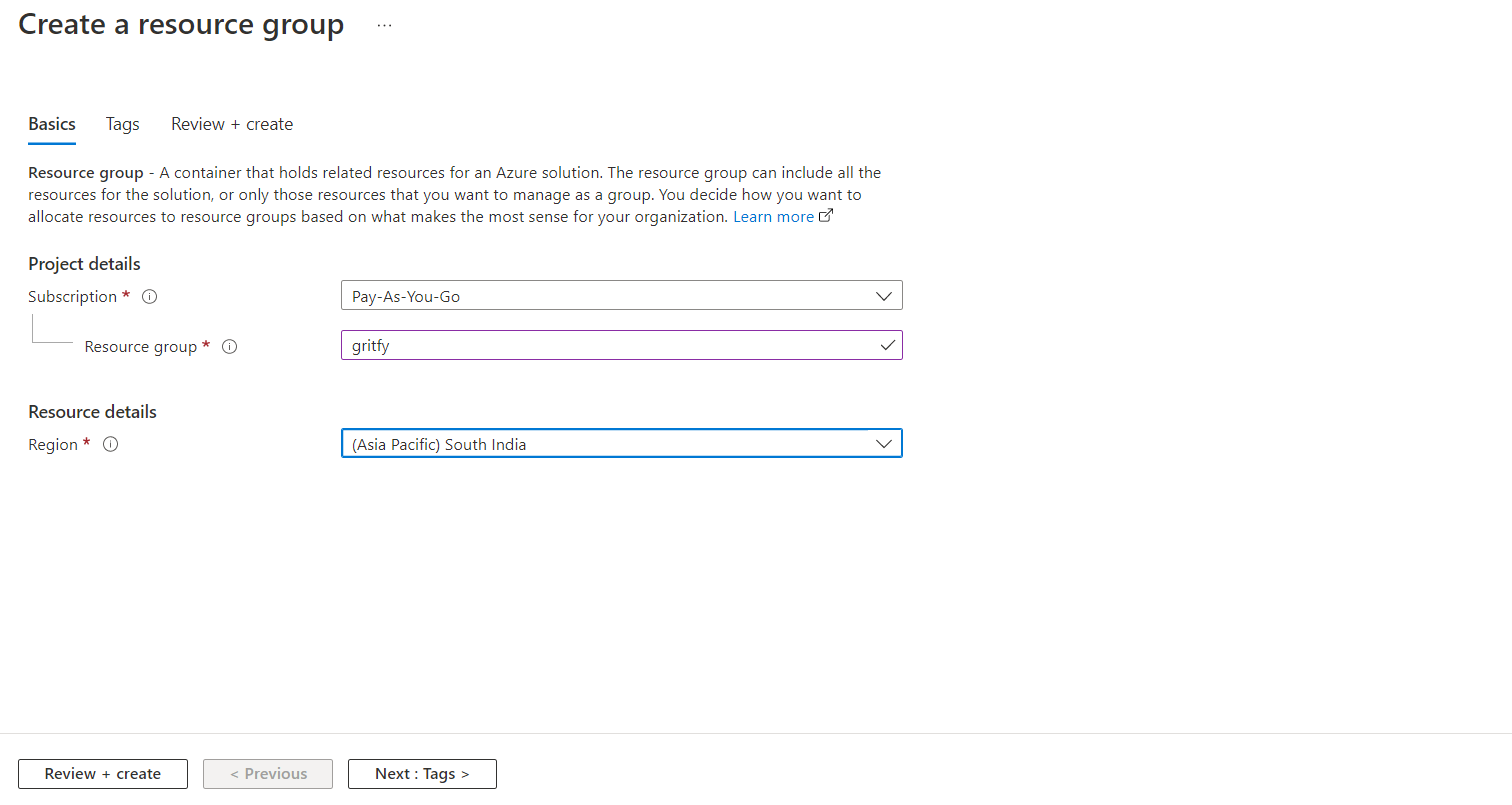 Create a resource group ...
Basics Tags Review + create
Resource group - A container that holds related resources for an Azure solution. The resource group can include all the
resources for the solution, or only those resources that you want to manage as a group. You decide how you want to
allocate resources to resource groups based on what makes the most sense for your organization. Learn more
Project details
Subscription * Pay-As-You-Go
Resource group * gritfy
Resource details
Region * (Asia Pacific) South India
Review + create < Previous Next : Tags >